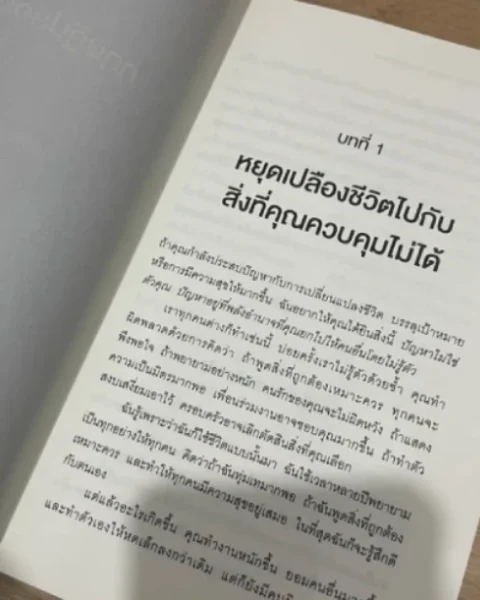 บทที่ 1
หยุดเปลืองชีวิตไปกับ
สิ่งที่คุณควบคุมไม่ได้
ถ้าคุณกำลังประสบปัญหากับการเปลี่ยนแปลงชีวิต บรรลุเป้าหมาย
หรือการมีความสุขให้มากขึ้น ฉันอยากให้คุณได้ยินสิ่งนี้ ปัญหาไม่ใช่
ตัวคุณ ปัญหาอยู่ที่พลังอำนาจที่คุณยกไปให้คนอื่นโดยไม่รู้ตัว
เราทุกคนต่างก็ทำเช่นนี้ บ่อยครั้งเราไม่รู้ตัวด้วยซ้ำ คุณทำ
ผิดพลาดด้วยการคิดว่า ถ้าพูดสิ่งที่ถูกต้องเหมาะควร ทุกคนจะ
พึงพอใจ ถ้าพยายามอย่างหนัก คนรักของคุณจะไม่ผิดหวัง ถ้าแสดง
ความเป็นมิตรมากพอ เพื่อนร่วมงานอาจชอบคุณมากขึ้น ถ้าทำตัว
สงบเสงี่ยมเอาไว้ ครอบครัวอาจเลิกตัดสินสิ่งที่คุณเลือก
ฉันรู้เพราะว่าฉันก็ใช้ชีวิตแบบนั้นมา ฉันใช้เวลาหลายปีพยายาม
เป็นทุกอย่างให้ทุกคน คิดว่าถ้าฉันทุ่มเทมากพอ ถ้าฉันพูดสิ่งที่ถูกต้อง
เหมาะควร และทำให้ทุกคนมีความสุขอยู่เสมอ ในที่สุดฉันก็จะรู้สึกดี
กับตนเอง
แต่แล้วอะไรเกิดขึ้น คุณทำงานหนักขึ้น ยอมคนอื่นมากขึ้น
และทำตัวเองให้หดเล็กลงกว่าเดิม แต่ก็ยังมีคน